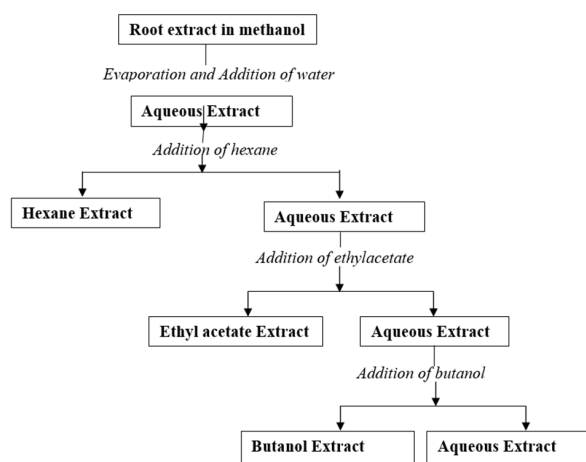 Root extract in methanol
Evaporation and Addition of water
Aqueous Extract
Addition of hexane
Hexane Extract
Aqueous Extract
Addition of ethylacetate
Ethyl acetate Extract
Aqueous Extract
Addition of butanol
Butanol Extract
Aqueous Extract